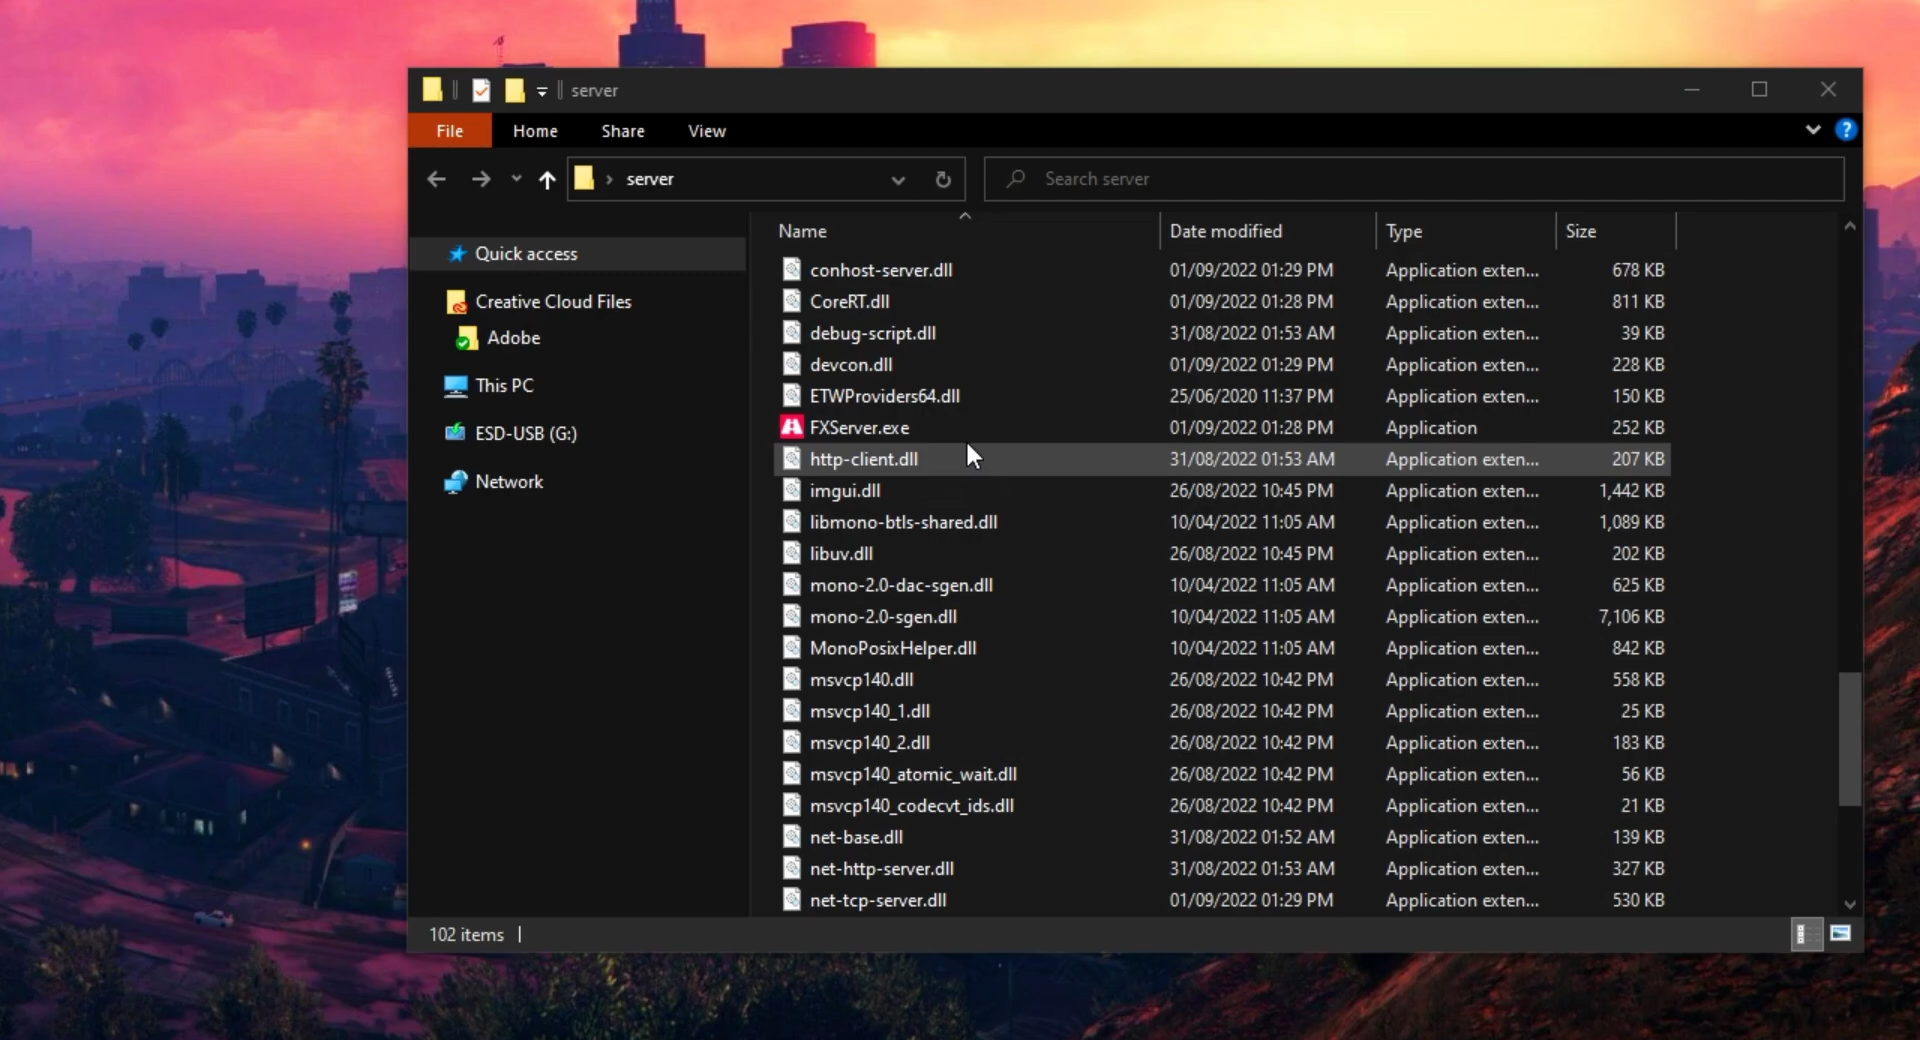 server
File Home Share View
server Search server
Name Date modified Type Size
Quick access
Creative Cloud Files
Adobe
This PC
ESD-USB (G:)
Network
conhost-server.dll 01/09/2022 01:29 PM Application exten... 678 KB
CoreRT.dll 01/09/2022 01:28 PM Application exten... 811 KB
debug-script.dll 31/08/2022 01:53 AM Application exten... 39 KB
devcon.dll 01/09/2022 01:29 PM Application exten... 228 KB
ETWProviders64.dll 25/06/2020 11:37 PM Application exten... 150 KB
FXServer.exe 01/09/2022 01:28 PM Application 252 KB
http-client.dll 31/08/2022 01:53 AM Application exten... 207 KB
imgui.dll 26/08/2022 10:45 PM Application exten... 1,442 KB
libmono-btls-shared.dll 10/04/2022 11:05 AM Application exten... 1,089 KB
libuv.dll 26/08/2022 10:45 PM Application exten... 202 KB
mono-2.0-dac-sgen.dll 10/04/2022 11:05 AM Application exten... 625 KB
mono-2.0-sgen.dll 10/04/2022 11:05 AM Application exten... 7,106 KB
MonoPosixHelper.dll 10/04/2022 11:05 AM Application exten... 842 KB
msvcp140.dll 26/08/2022 10:42 PM Application exten... 558 KB
msvcp140_1.dll 26/08/2022 10:42 PM Application exten... 25 KB
msvcp140_2.dll 26/08/2022 10:42 PM Application exten... 183 KB
msvcp140_atomic_wait.dll 26/08/2022 10:42 PM Application exten... 56 KB
msvcp140_codecvt_ids.dll 26/08/2022 10:42 PM Application exten... 21 KB
net-base.dll 31/08/2022 01:52 AM Application exten... 139 KB
net-http-server.dll 31/08/2022 01:53 AM Application exten... 327 KB
net-tcp-server.dll 01/09/2022 01:29 PM Application exten... 530 KB
102 items